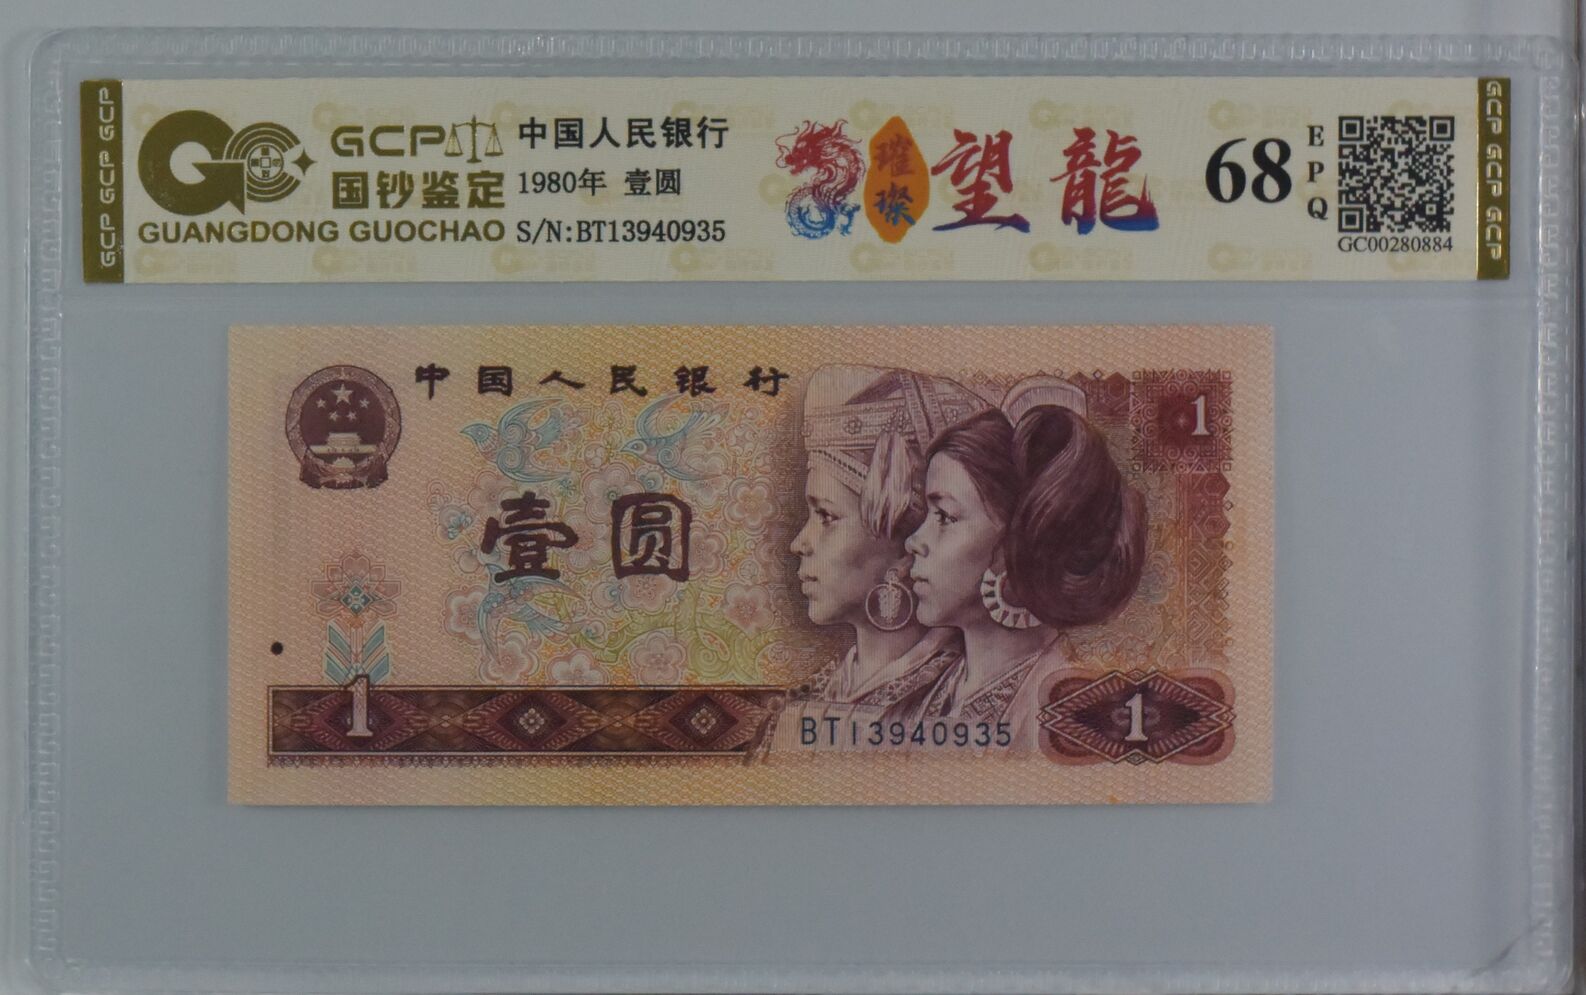 GCP GCP GCP
GCP
国钞鉴定
GUANGDONG GUOCHAO
中国人民银行
1980年 壹圆
S/N:BT13940935
璀璨
望龍
68
EPQ
GC00280884
GCP GCP GCP
中国人民银行
1
壹圆
1
BT13940935
1